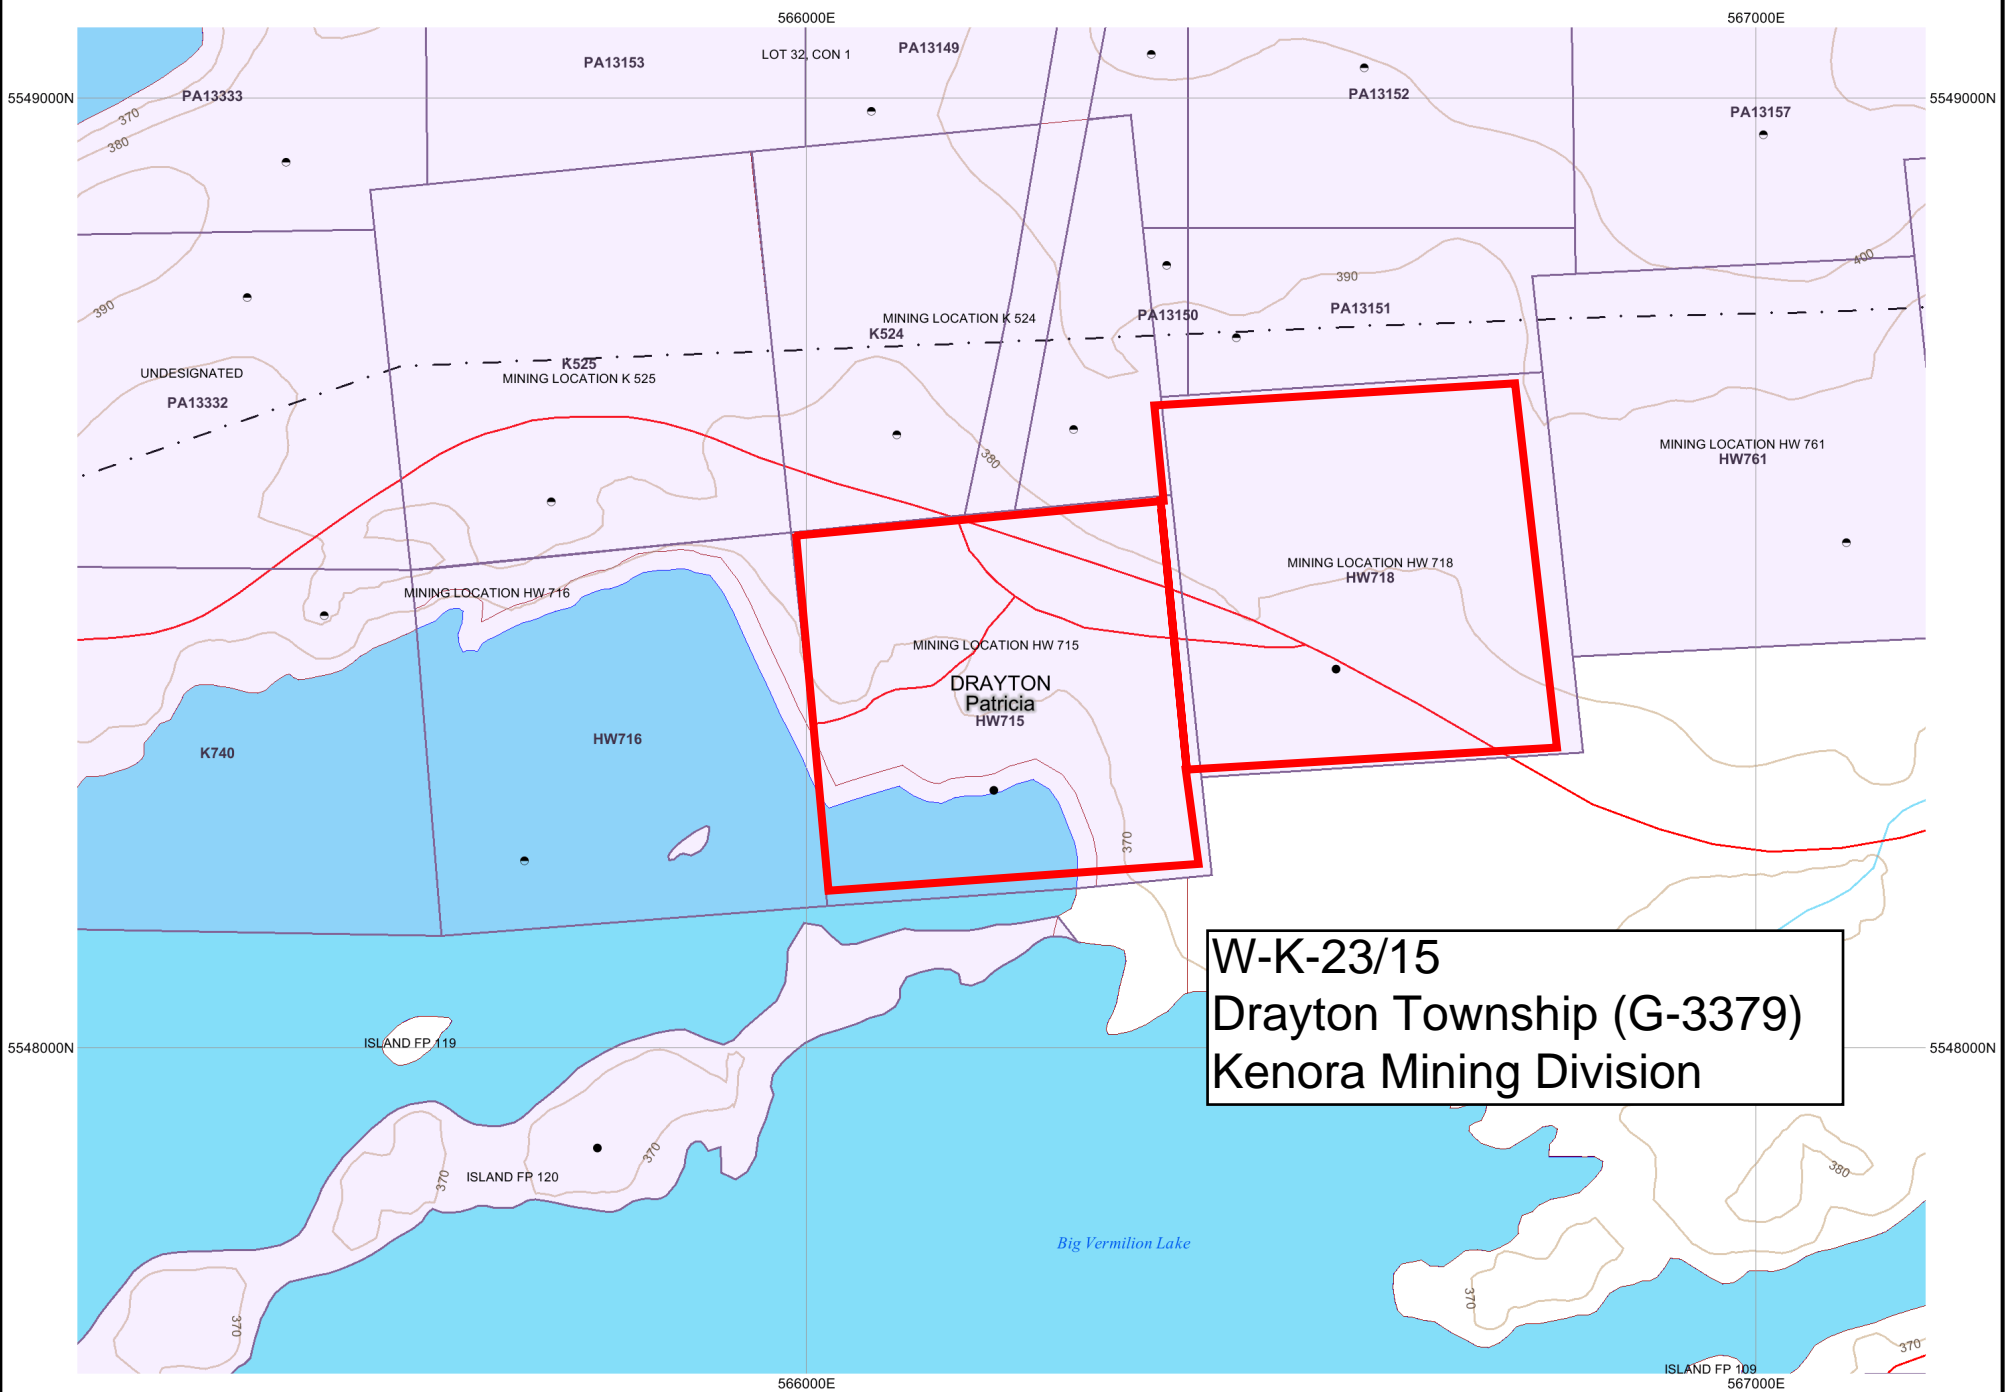 566000E
567000E
5549000N
5549000N
PA13153
LOT 32, CON 1
PA13149
PA13333
PA13152
PA13157
370
380
390
390
400
MINING LOCATION K 524
K524
PA13150
PA13151
K525
MINING LOCATION K 525
UNDESIGNATED
PA13332
380
MINING LOCATION HW 761
HW761
MINING LOCATION HW 718
HW718
MINING LOCATION HW 716
MINING LOCATION HW 715
DRAYTON
Patricia
HW715
K740
HW716
370
W-K-23/15
Drayton Township (G-3379)
Kenora Mining Division
5548000N
5548000N
ISLAND FP 119
370
370
ISLAND FP 120
380
Big Vermilion Lake
370
370
370
ISLAND FP 109
566000E
567000E